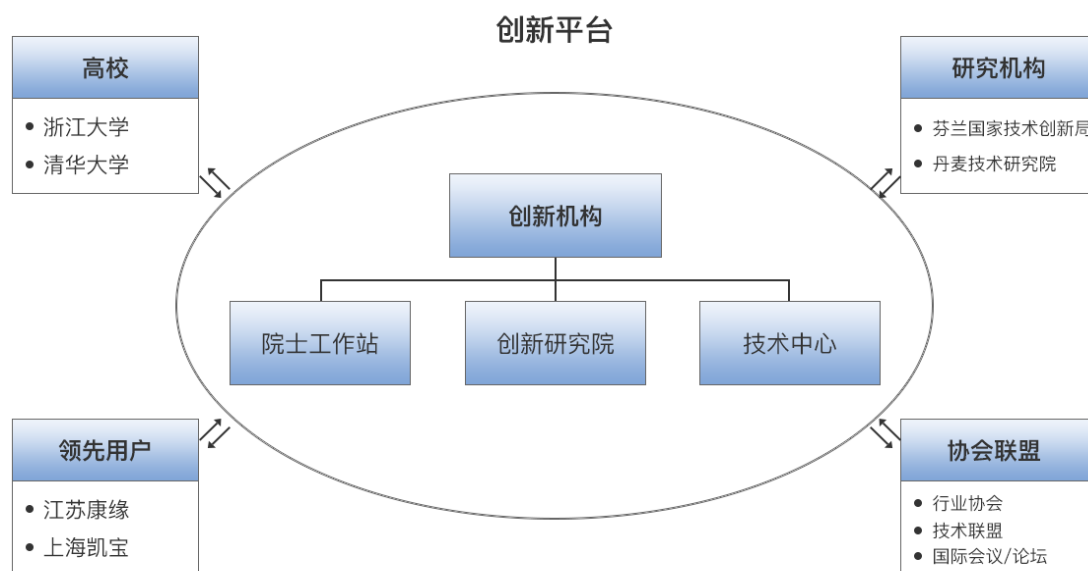 创新平台
高校
浙江大学
清华大学
研究机构
芬兰国家技术创新局
丹麦技术研究院
创新机构
院士工作站
创新研究院
技术中心
领先用户
江苏康缘
上海凯宝
协会联盟
行业协会
技术联盟
国际会议/论坛